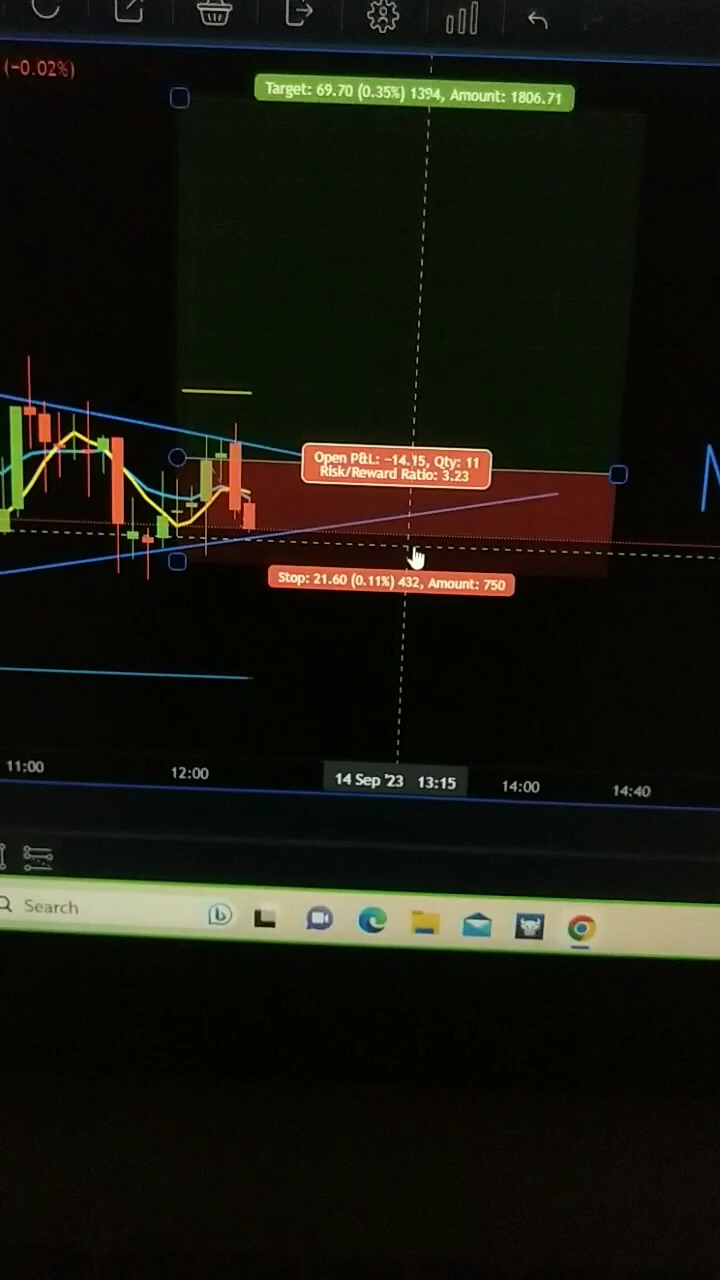 (−0.02%)
Target: 69.70 (0.35%) 1394, Amount: 1806.71
Open P&L: −14.15, Qty: 11
Risk/Reward Ratio: 3.23
Stop: 21.60 (0.11%) 432, Amount: 750
11:00
12:00
14 Sep '23 13:15
14:00
14:40
Search